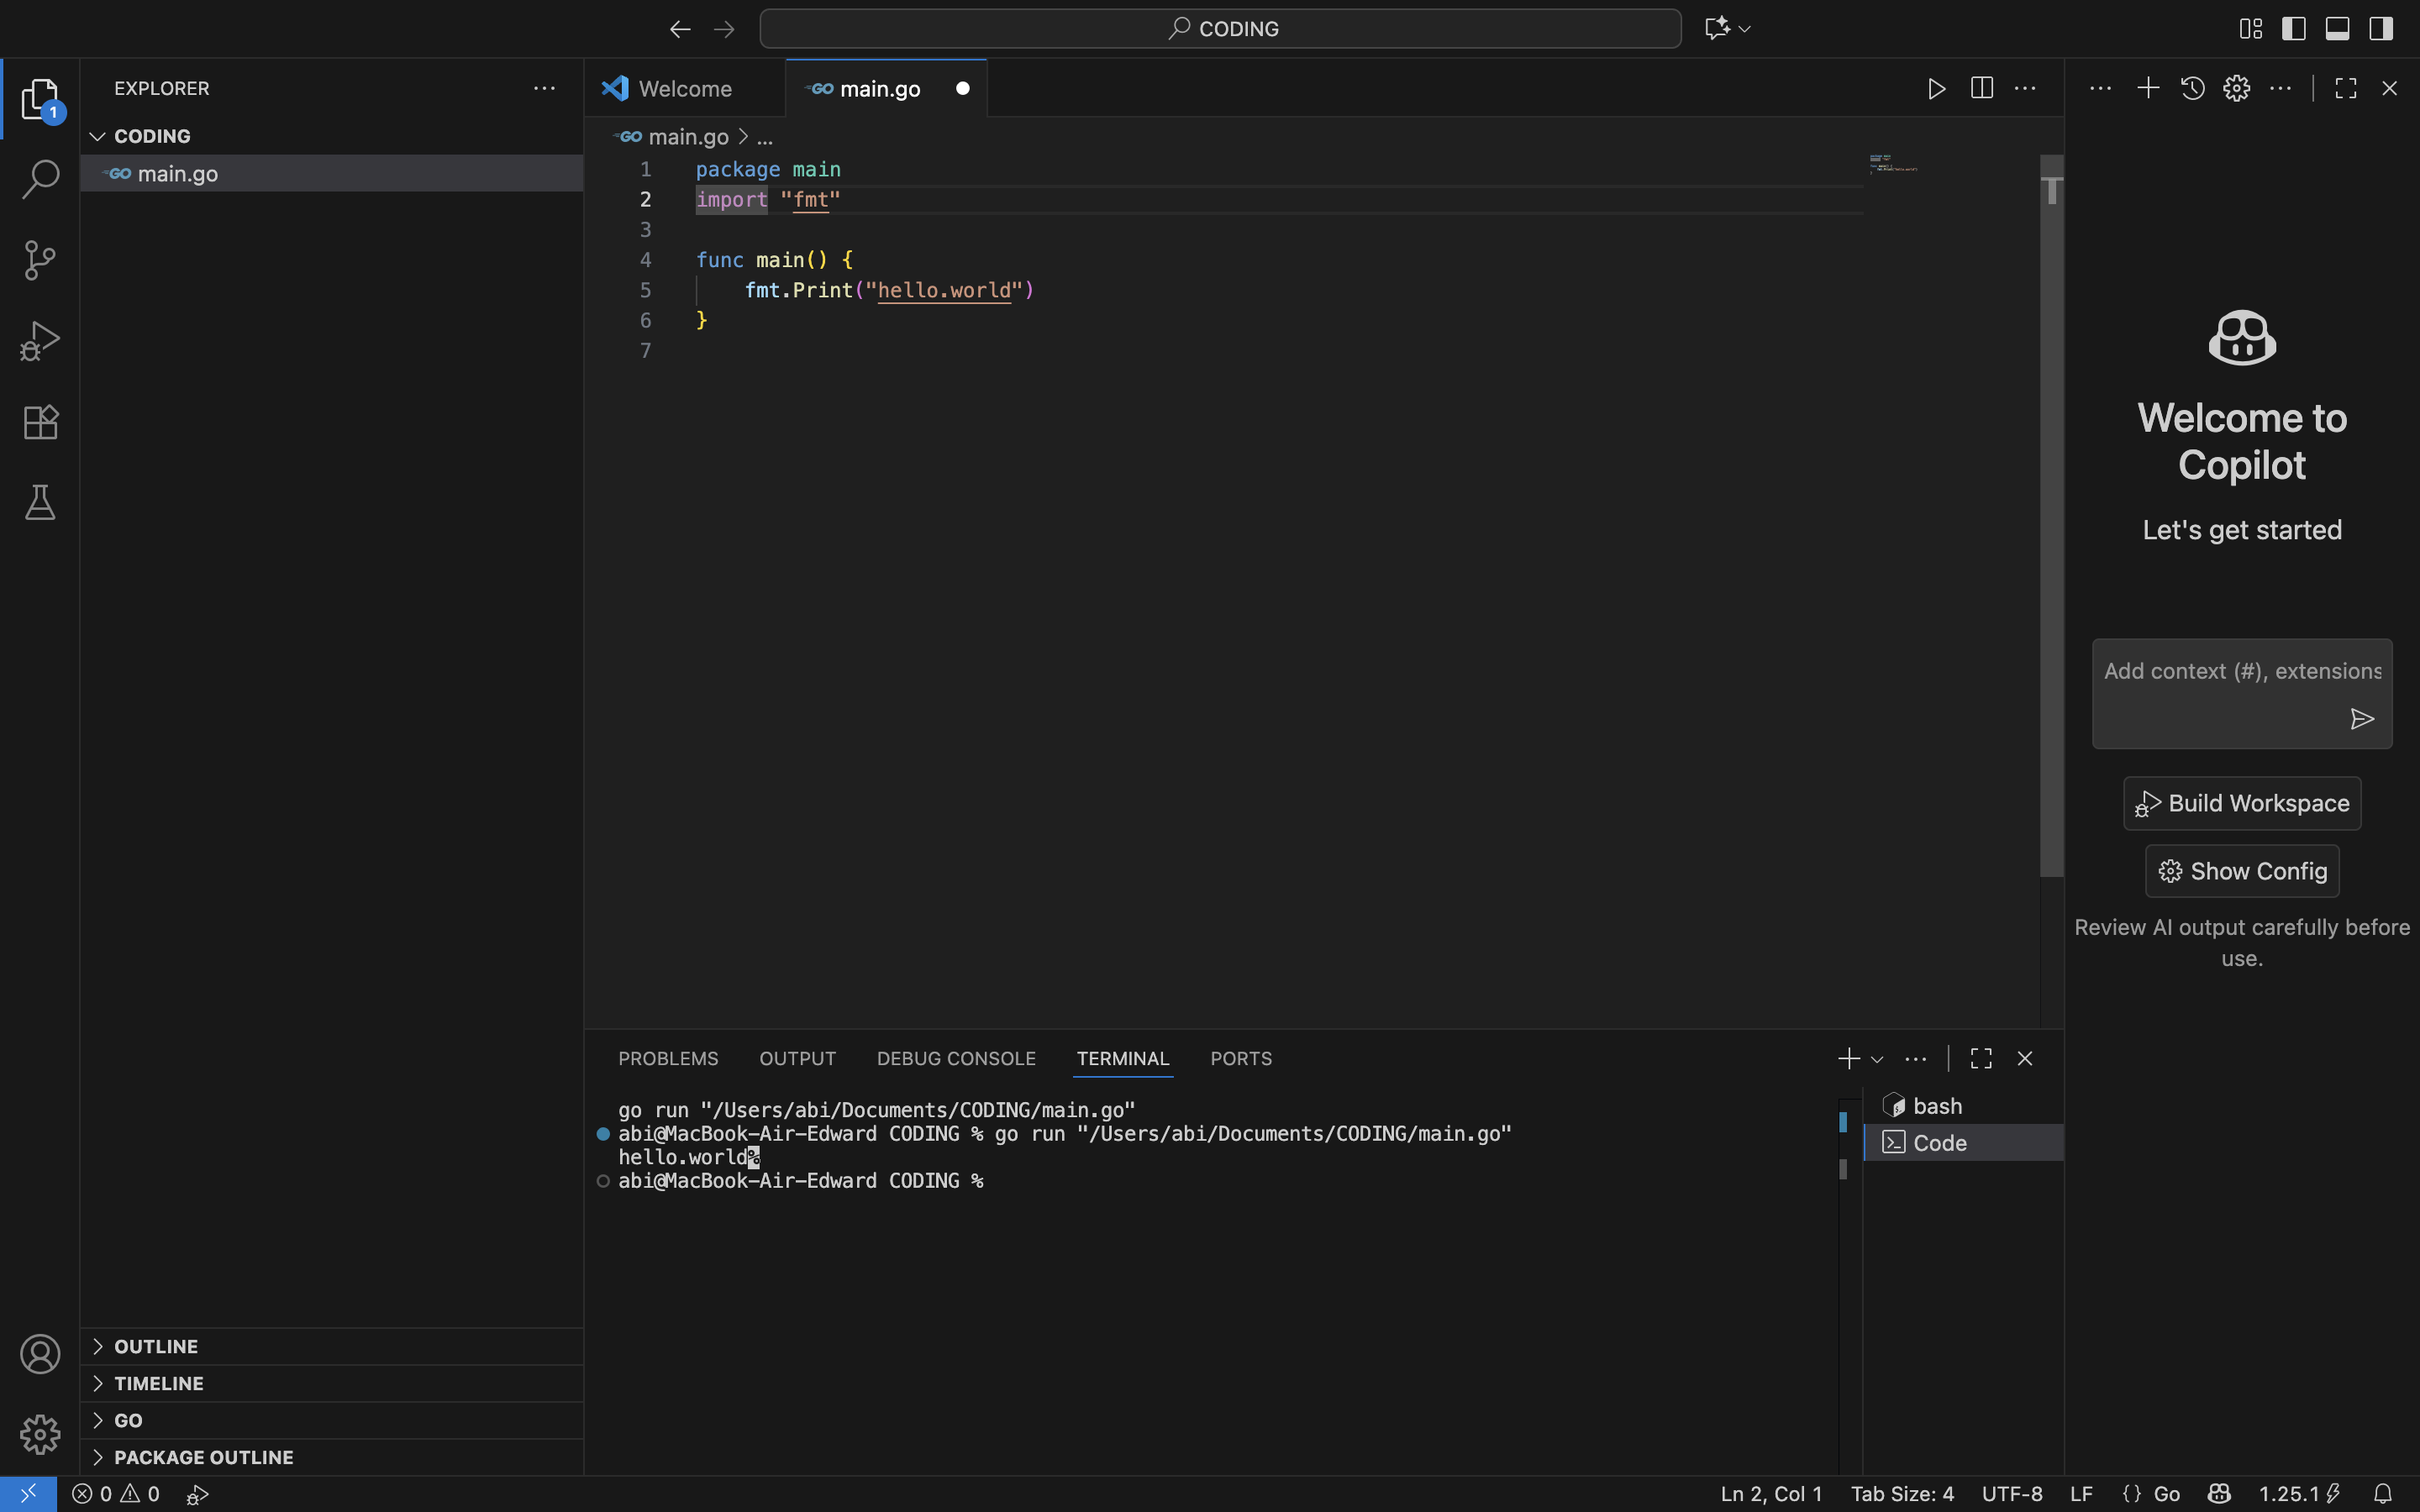 CODING
EXPLORER
1
CODING
GO main.go
Welcome
GO main.go
GO main.go > ...
1 package main
2 import "fmt"
3
4 func main() {
5 fmt.Print("hello.world")
6 }
7
Welcome to
Copilot
Let's get started
Add context (#), extensions
Build Workspace
Show Config
Review AI output carefully before
use.
PROBLEMS OUTPUT DEBUG CONSOLE TERMINAL PORTS
go run "/Users/abi/Documents/CODING/main.go"
abi@MacBook-Air-Edward CODING % go run "/Users/abi/Documents/CODING/main.go"
hello.world%
abi@MacBook-Air-Edward CODING %
bash
Code
OUTLINE
TIMELINE
GO
PACKAGE OUTLINE
0 0
Ln 2, Col 1 Tab Size: 4 UTF-8 LF {} Go 1.25.1